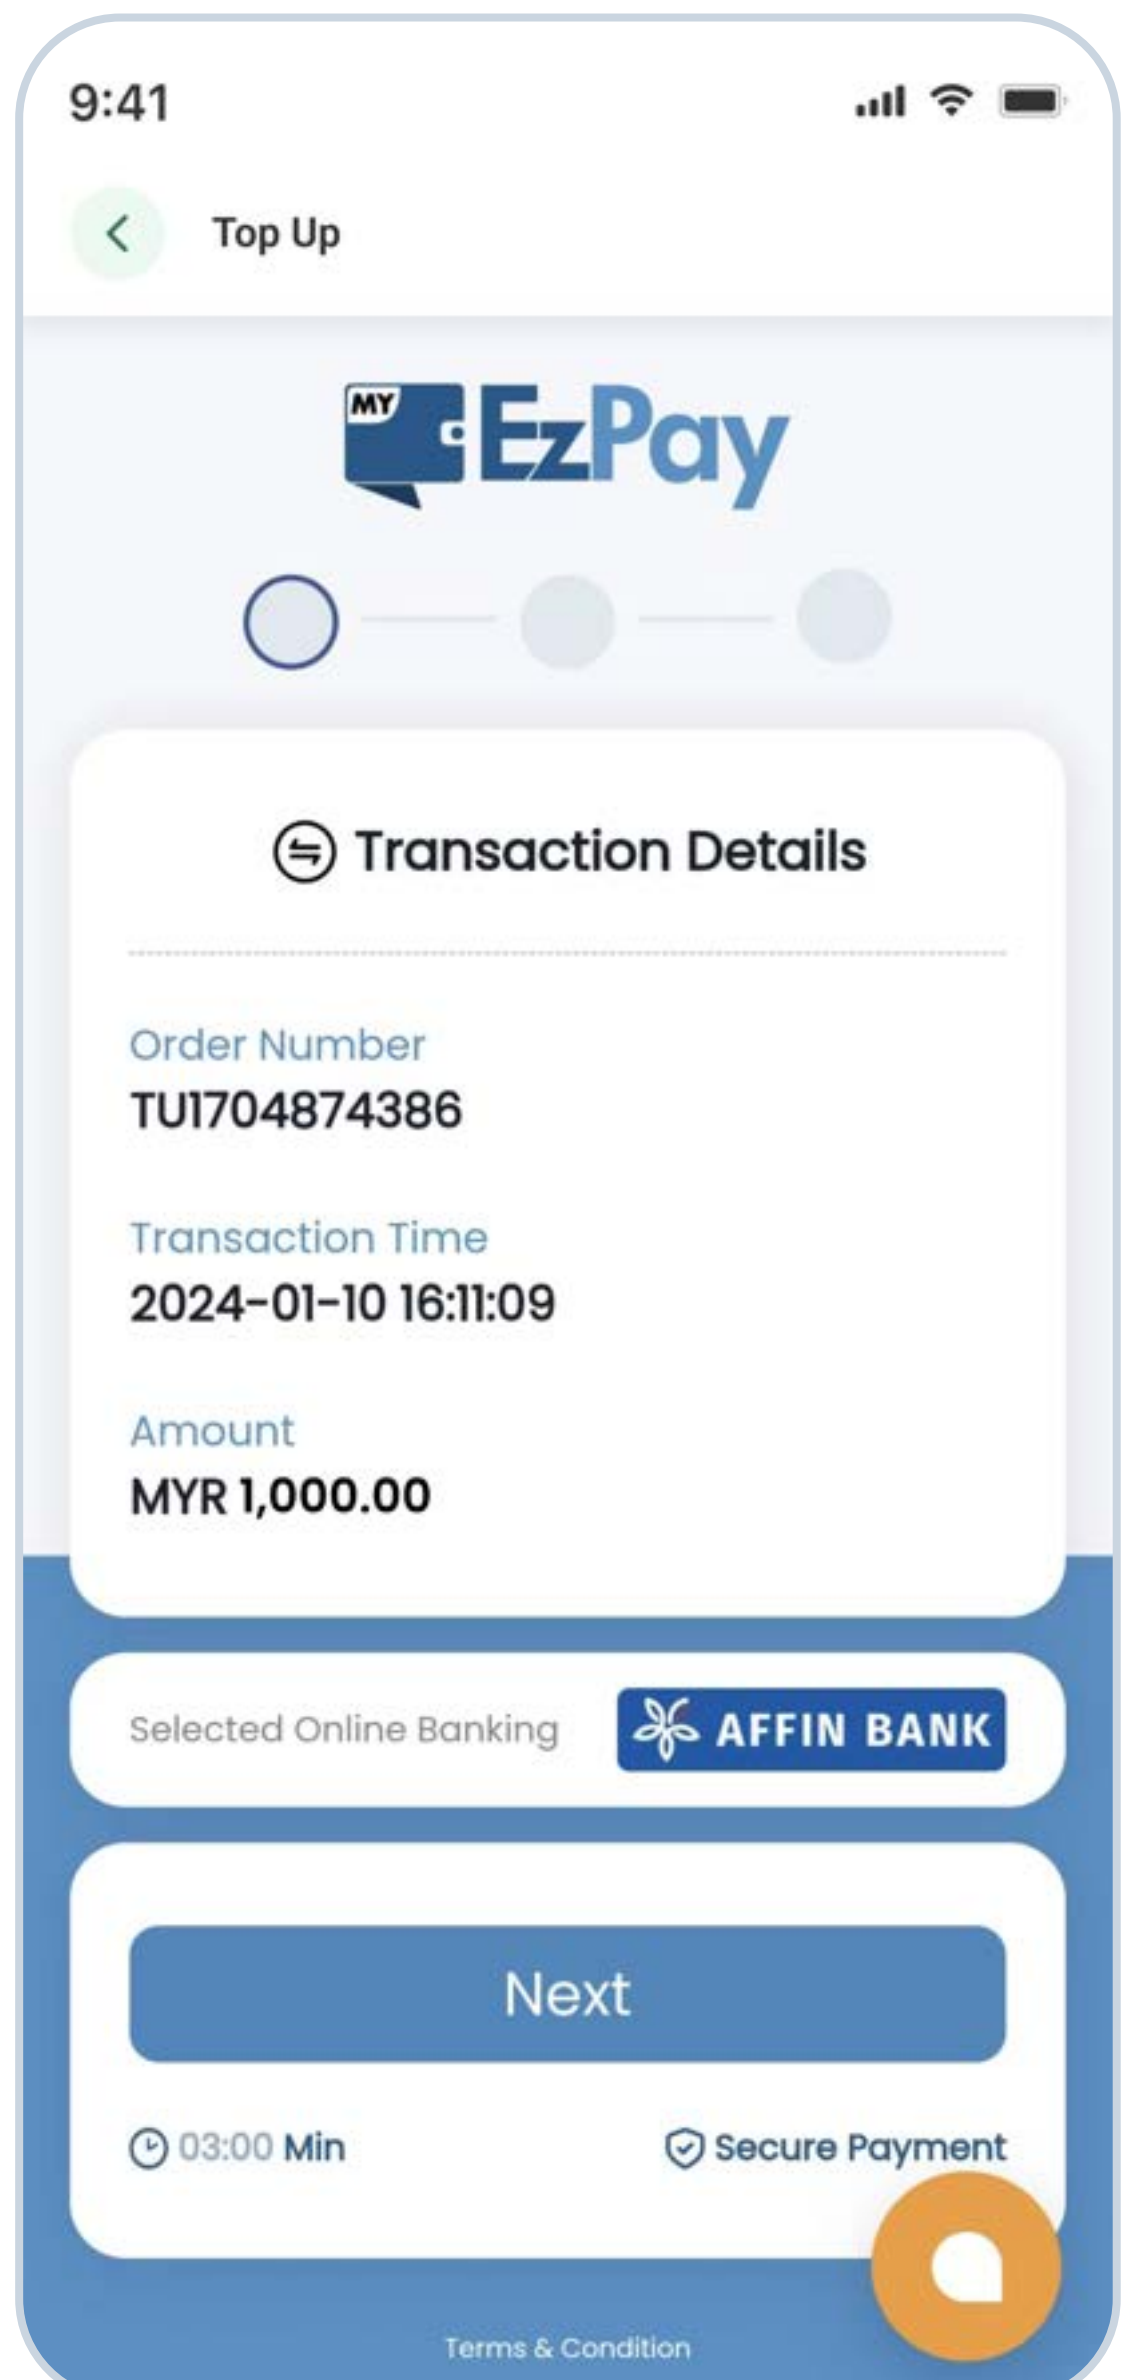 9:41
Top Up
MY EzPay
Transaction Details
Order Number
TU1704874386
Transaction Time
2024-01-10 16:11:09
Amount
MYR 1,000.00
Selected Online Banking AFFIN BANK
Next
03:00 Min Secure Payment
Terms & Condition